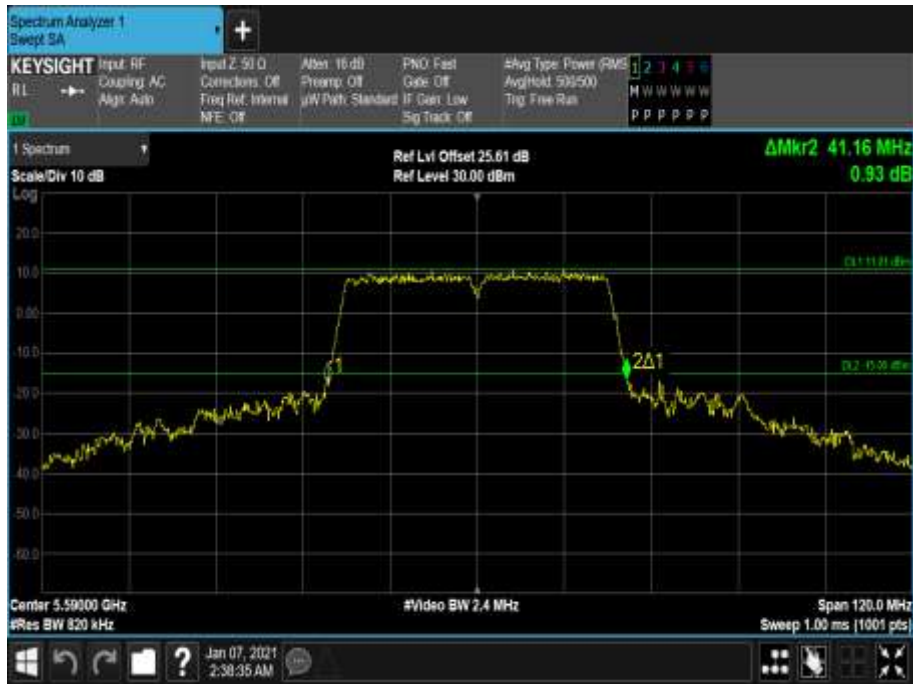 Spectrum Analyzer 1
Swept SA
+
KEYSIGHT
RL
Input: RF
Coupling: AC
Align: Auto
Input Z: 50 Ω
Corrections: Off
Freq Ref: Internal
NFE: Off
Atten: 16 dB
Preamp: Off
µW Path: Standard
PNO: Fast
Gate: Off
IF Gain: Low
Sig Track: Off
#Avg Type: Power (RMS
Avg|Hold: 500/500
Trig: Free Run
1 2 3 4 5 6
M W W W W W
P P P P P P
1 Spectrum
Scale/Div 10 dB
Log
Ref Lvl Offset 25.61 dB
Ref Level 30.00 dBm
ΔMkr2 41.16 MHz
0.93 dB
20.0
10.0
0.00
-10.0
-20.0
-30.0
-40.0
-50.0
-60.0
1
2Δ1
Center 5.59000 GHz
#Res BW 820 kHz
#Video BW 2.4 MHz
Span 120.0 MHz
Sweep 1.00 ms (1001 pts)
?
Jan 07, 2021
2:38:35 AM